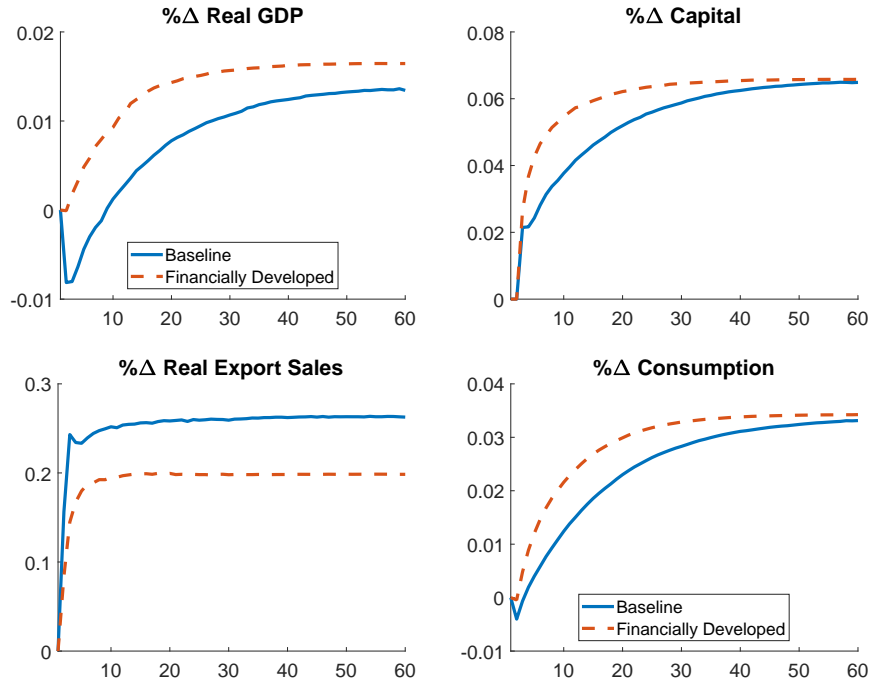 %Δ Real GDP
0.02
0.01
0
-0.01
10 20 30 40 50 60
Baseline
Financially Developed
%Δ Capital
0.08
0.06
0.04
0.02
0
10 20 30 40 50 60
%Δ Real Export Sales
0.3
0.2
0.1
0
10 20 30 40 50 60
%Δ Consumption
0.04
0.03
0.02
0.01
0
-0.01
10 20 30 40 50 60
Baseline
Financially Developed